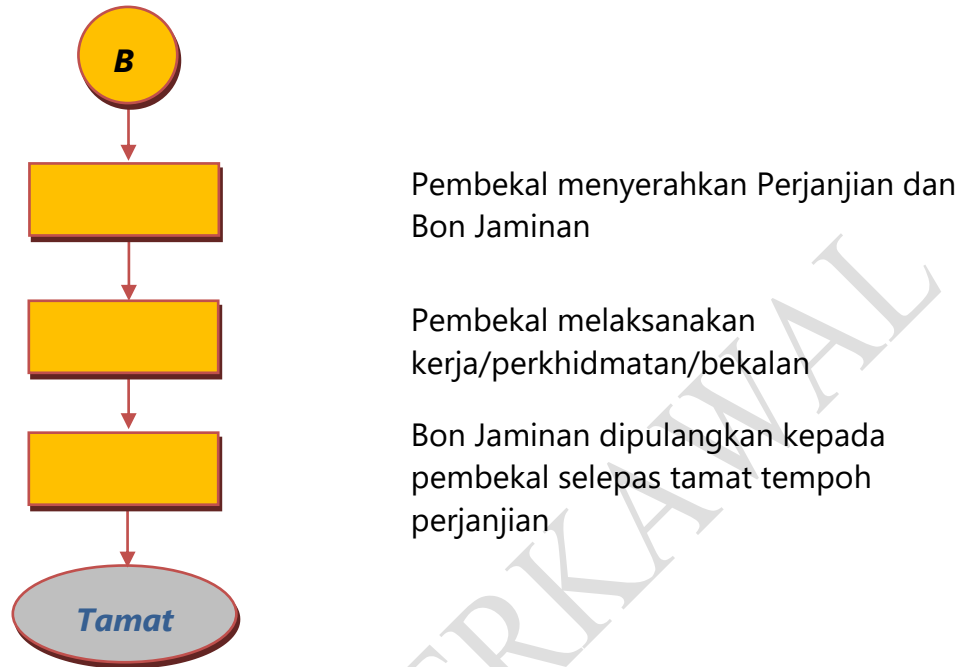 B
Pembekal menyerahkan Perjanjian dan
Bon Jaminan
Pembekal melaksanakan
kerja/perkhidmatan/bekalan
Bon Jaminan dipulangkan kepada
pembekal selepas tamat tempoh
perjanjian
Tamat
ERKAWAL